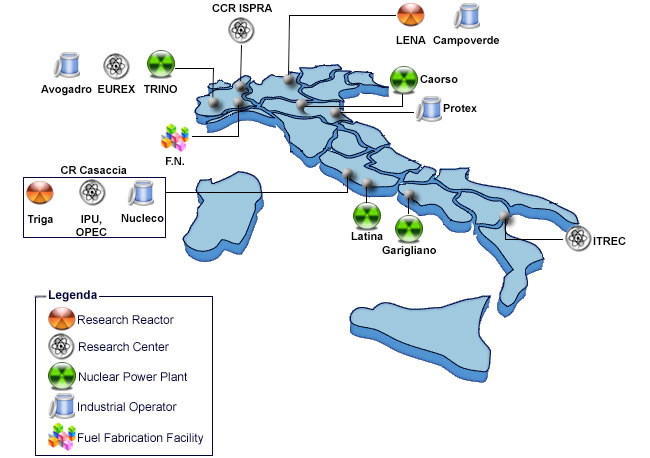 CCR ISPRA
LENA
Campoverde
Avogadro
EUREX
TRINO
Caorso
Protex
F.N.
CR Casaccia
Triga
IPU,
OPEC
Nucleco
Latina
Garigliano
ITREC
Legenda
Research Reactor
Research Center
Nuclear Power Plant
Industrial Operator
Fuel Fabrication Facility